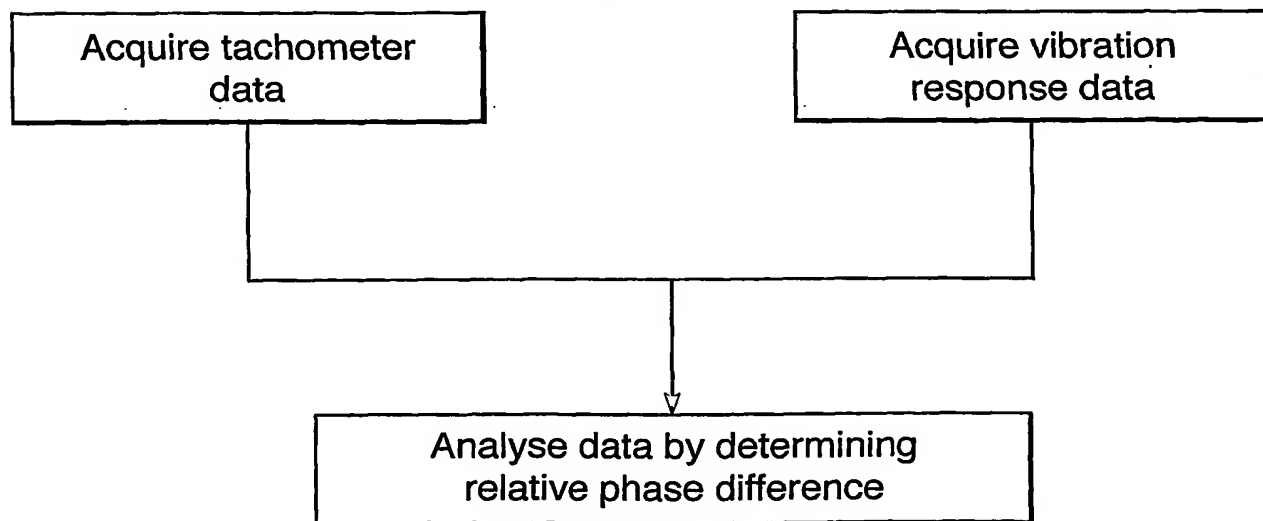 Acquire tachometer
data
Acquire vibration
response data
Analyse data by determining
relative phase difference